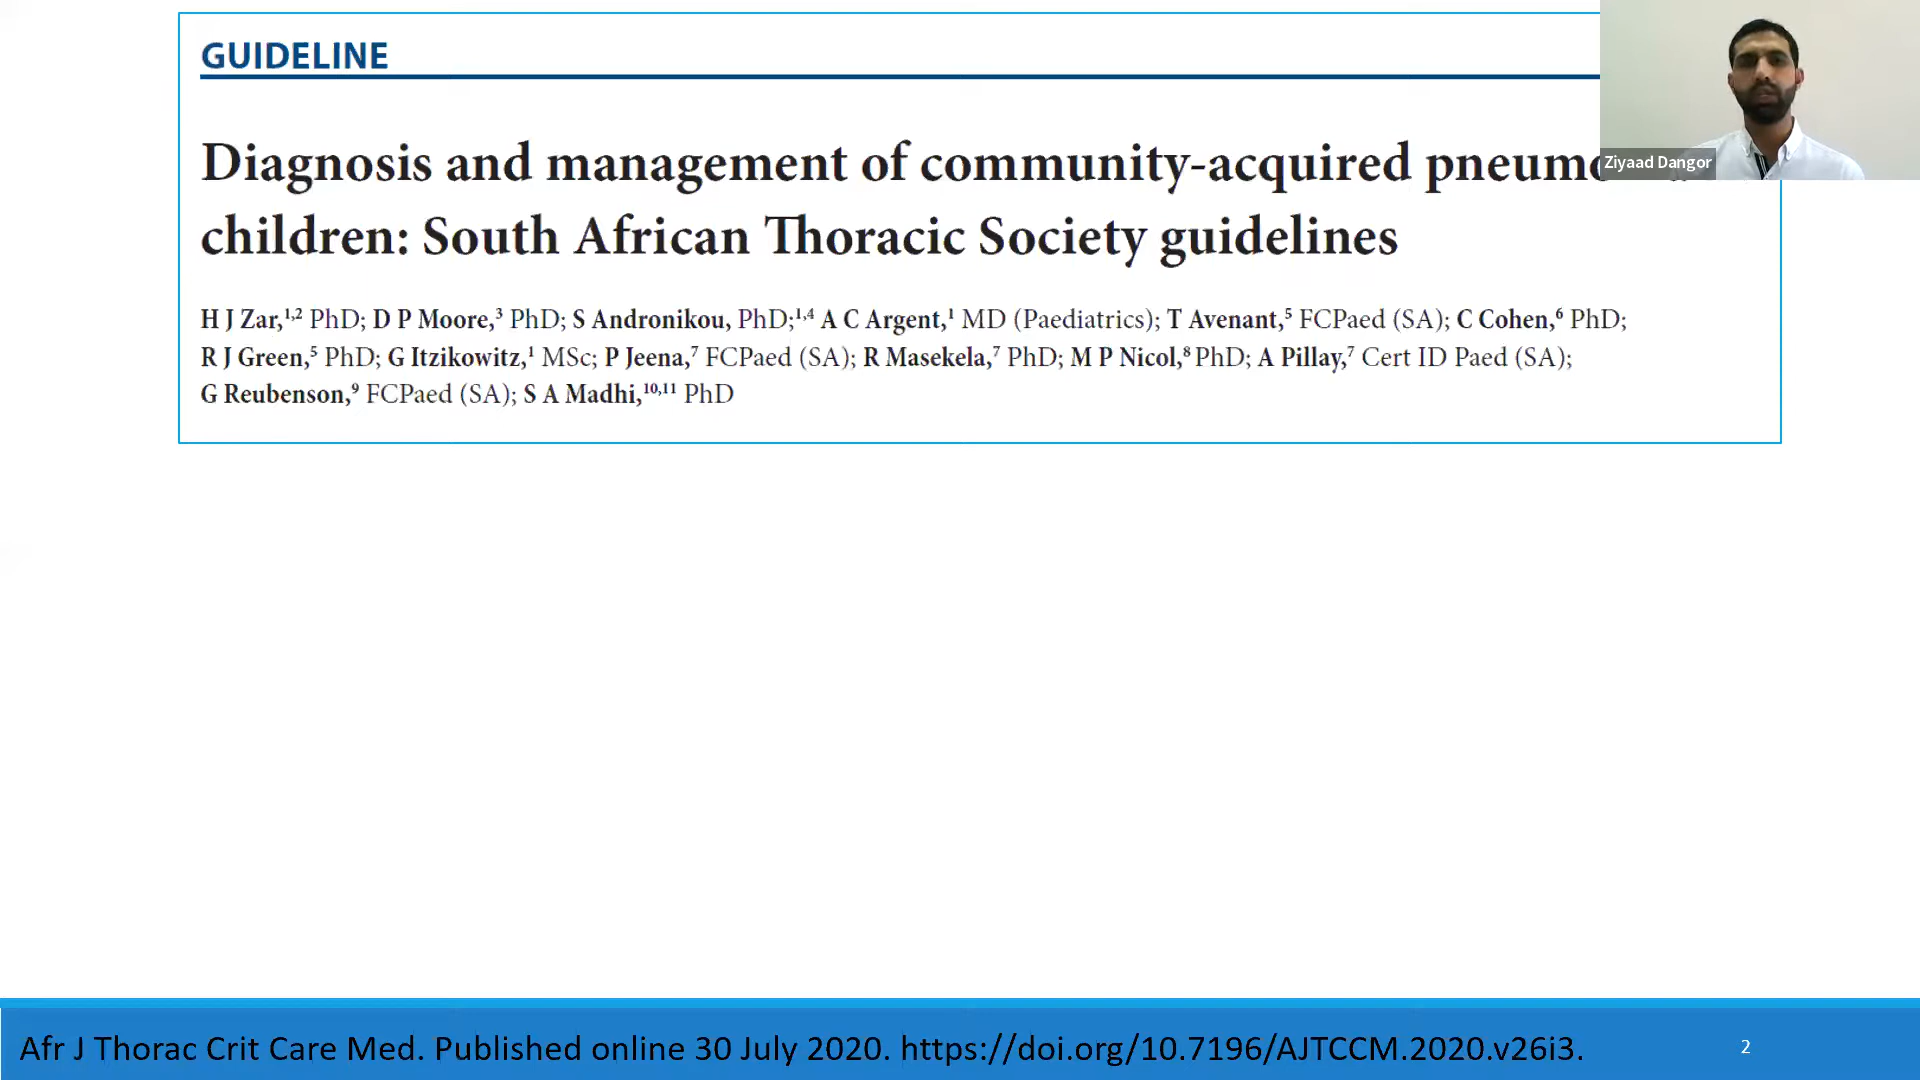 GUIDELINE
Diagnosis and management of community-acquired pneumo
children: South African Thoracic Society guidelines
H J Zar,1,2 PhD; D P Moore,3 PhD; S Andronikou, PhD;1,4 A C Argent,1 MD (Paediatrics); T Avenant,5 FCPaed (SA); C Cohen,6 PhD;
R J Green,5 PhD; G Itzikowitz,1 MSc; P Jeena,7 FCPaed (SA); R Masekela,7 PhD; M P Nicol,8 PhD; A Pillay,7 Cert ID Paed (SA);
G Reubenson,9 FCPaed (SA); S A Madhi,10,11 PhD
Ziyaad Dangor
Afr J Thorac Crit Care Med. Published online 30 July 2020. https://doi.org/10.7196/AJTCCM.2020.v26i3.
2